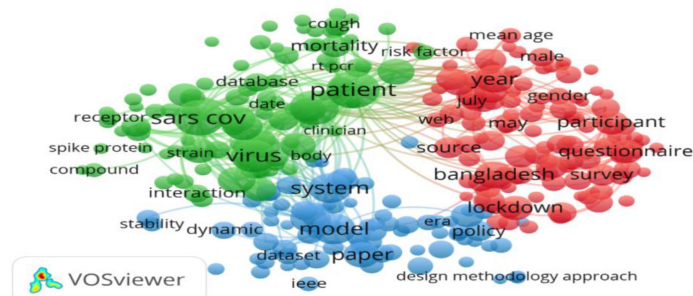 cough
mean age
mortality risk factor male
rt pcr
database patient year
july gender
receptor sars cov date web may participant
clinician
spike protein strain virus body source questionnaire
compound
interaction system bangladesh survey
lockdown
stability dynamic model era policy
dataset paper
ieee design methodology approach
VOSviewer